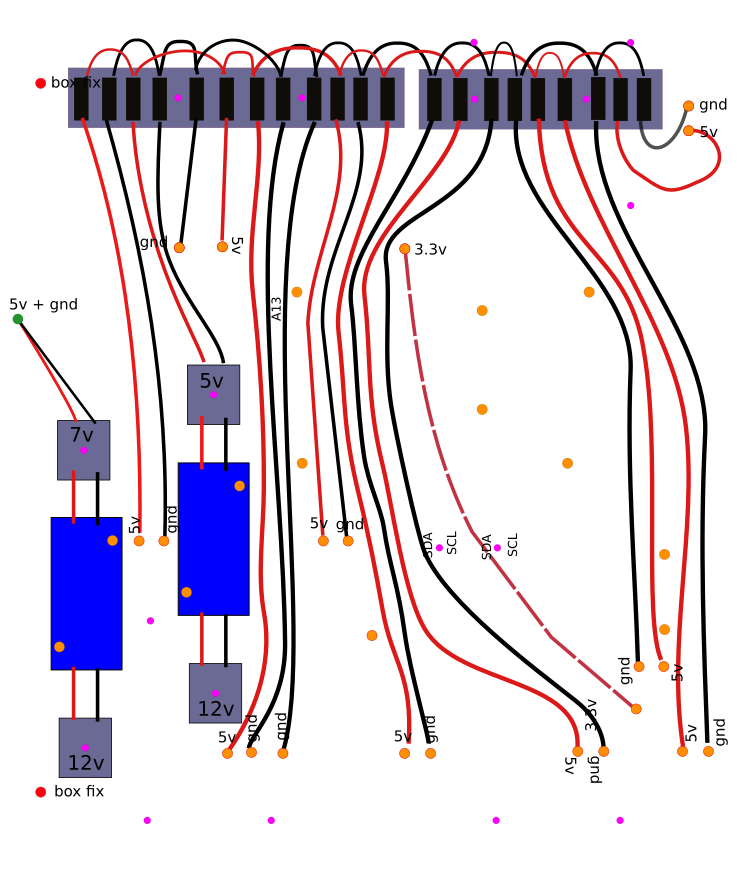 box fix
gnd
5v
gnd
5v
3.3v
A13
5v + gnd
5v
7v
5v
gnd
5v
gnd
SDA
SCL
SDA
SCL
gnd
5v
12v
3.3v
5v
gnd
gnd
5v
gnd
5v
gnd
5v
gnd
12v
box fix